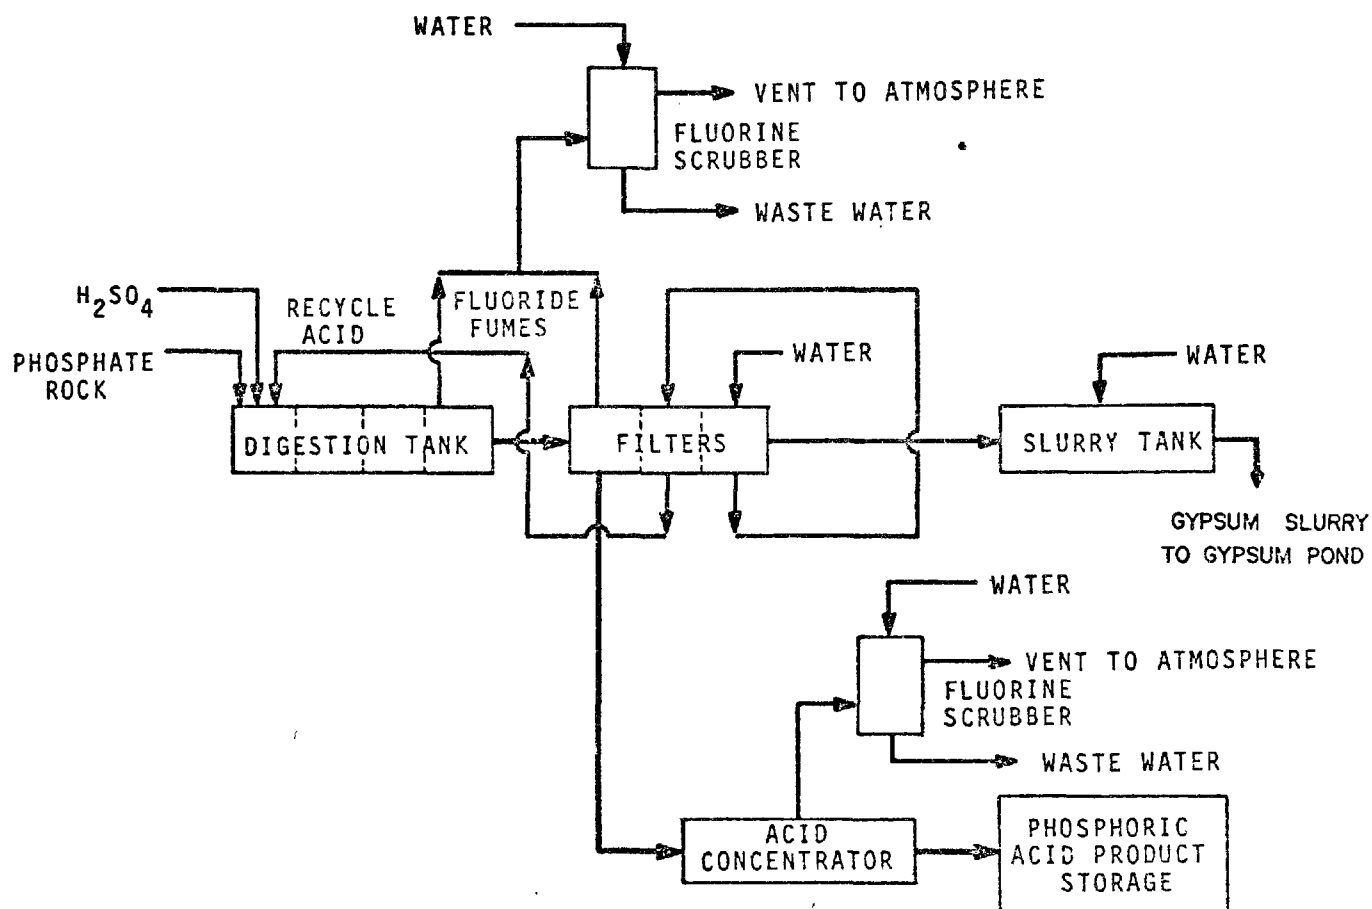 WATER
VENT TO ATMOSPHERE
FLUORINE
SCRUBBER
WASTE WATER
H₂SO₄
RECYCLE
ACID
FLUORIDE
FUMES
PHOSPHATE
ROCK
WATER
WATER
DIGESTION TANK
FILTERS
SLURRY TANK
GYPSUM SLURRY
TO GYPSUM POND
WATER
VENT TO ATMOSPHERE
FLUORINE
SCRUBBER
WASTE WATER
ACID
CONCENTRATOR
PHOSPHORIC
ACID PRODUCT
STORAGE